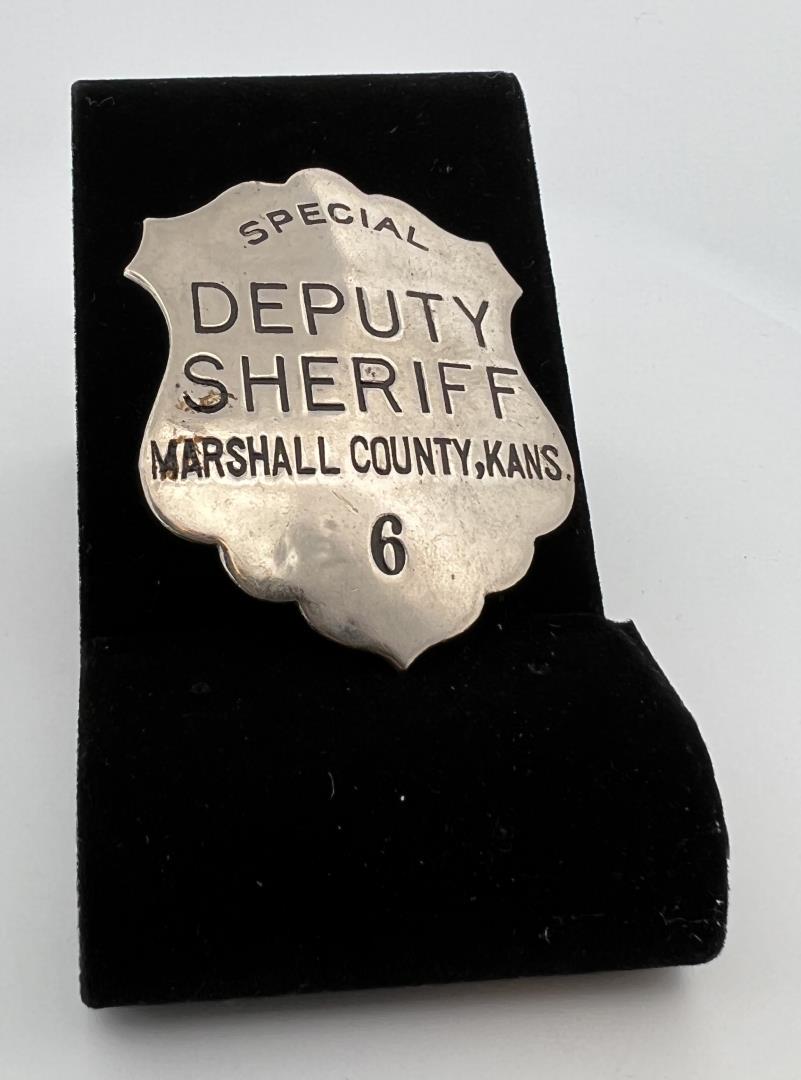 SPECIAL
DEPUTY
SHERIFF
MARSHALL COUNTY, KANS.
6